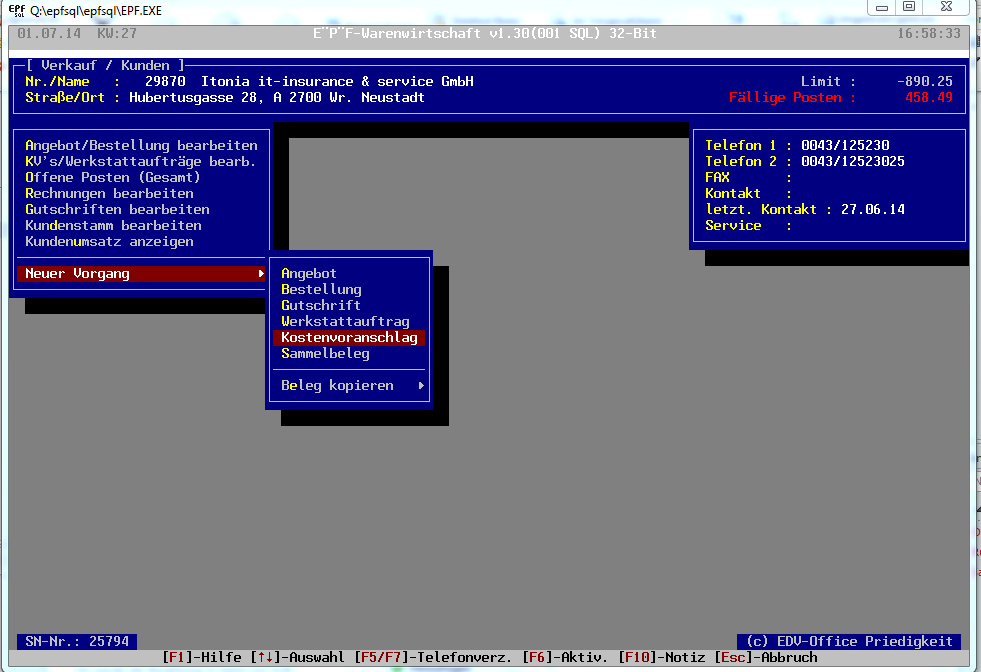 EPF SQL Q:\epfsql\epfsql\EPF.EXE
01.07.14 KW:27 E¨P¨F-Warenwirtschaft v1.30(001 SQL) 32-Bit 16:58:33
[ Verkauf / Kunden ]
Nr./Name : 29870 Itonia it-insurance & service GmbH Limit : -890.25
Straße/Ort : Hubertusgasse 28, A 2700 Wr. Neustadt Fällige Posten : 458.49
Angebot/Bestellung bearbeiten
KV's/Werkstattaufträge bearb.
Offene Posten (Gesamt)
Rechnungen bearbeiten
Gutschriften bearbeiten
Kundenstamm bearbeiten
Kundenumsatz anzeigen
Neuer Vorgang
Telefon 1 : 0043/125230
Telefon 2 : 0043/12523025
FAX :
Kontakt :
letzt. Kontakt : 27.06.14
Service :
Angebot
Bestellung
Gutschrift
Werkstattauftrag
Kostenvoranschlag
Sammelbeleg
Beleg kopieren
SN-Nr.: 25794 (c) EDV-Office Priedigkeit
[F1]-Hilfe [↑↓]-Auswahl [F5/F7]-Telefonverz. [F6]-Aktiv. [F10]-Notiz [Esc]-Abbruch